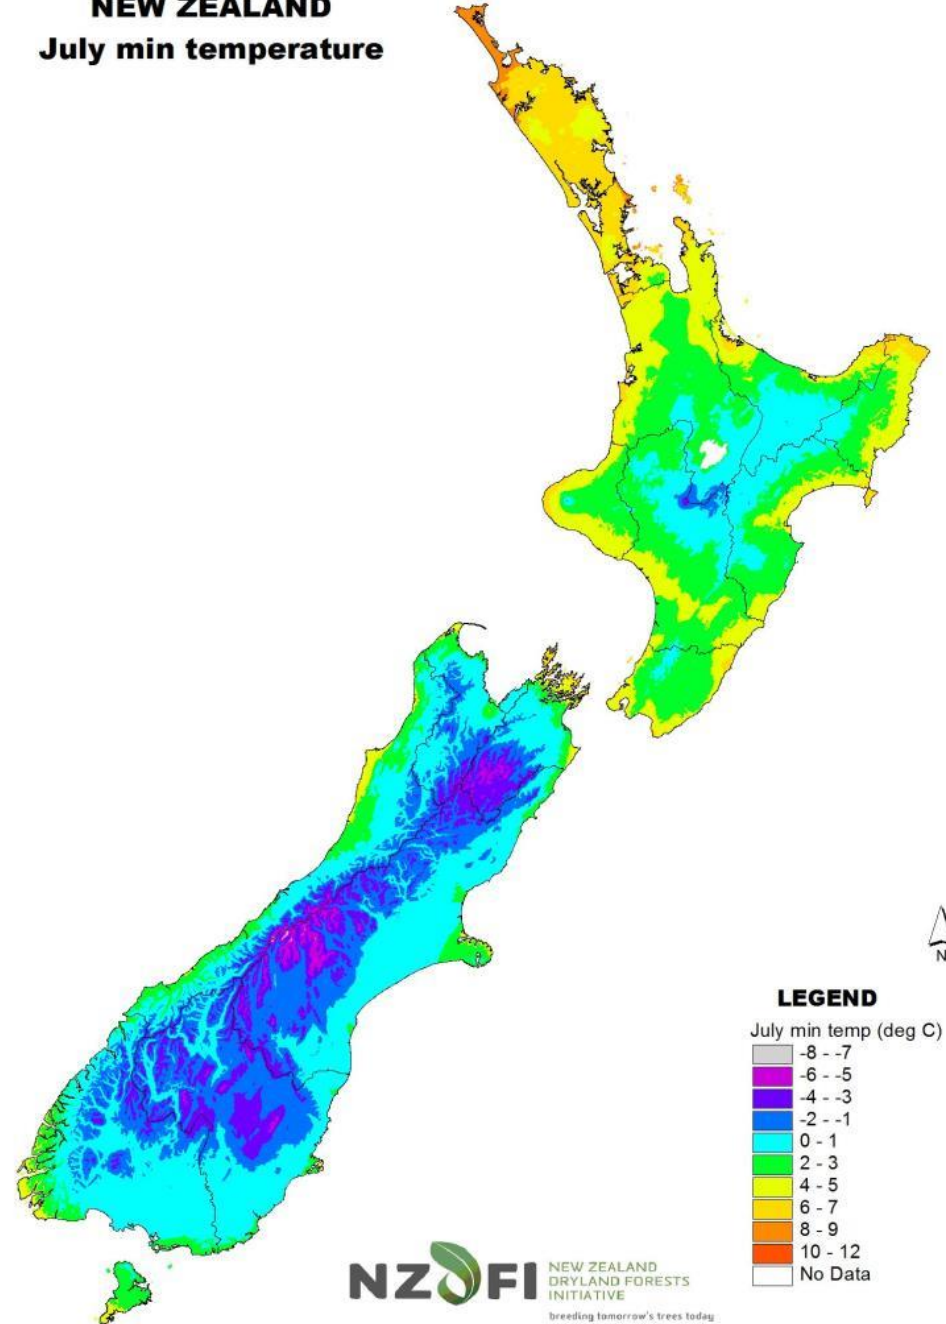 NEW ZEALAND
July min temperature
N
LEGEND
July min temp (deg C)
-8 - -7
-6 - -5
-4 - -3
-2 - -1
0 - 1
2 - 3
4 - 5
6 - 7
8 - 9
10 - 12
No Data
NZDFI
NEW ZEALAND
DRYLAND FORESTS
INITIATIVE
breeding tomorrow's trees today